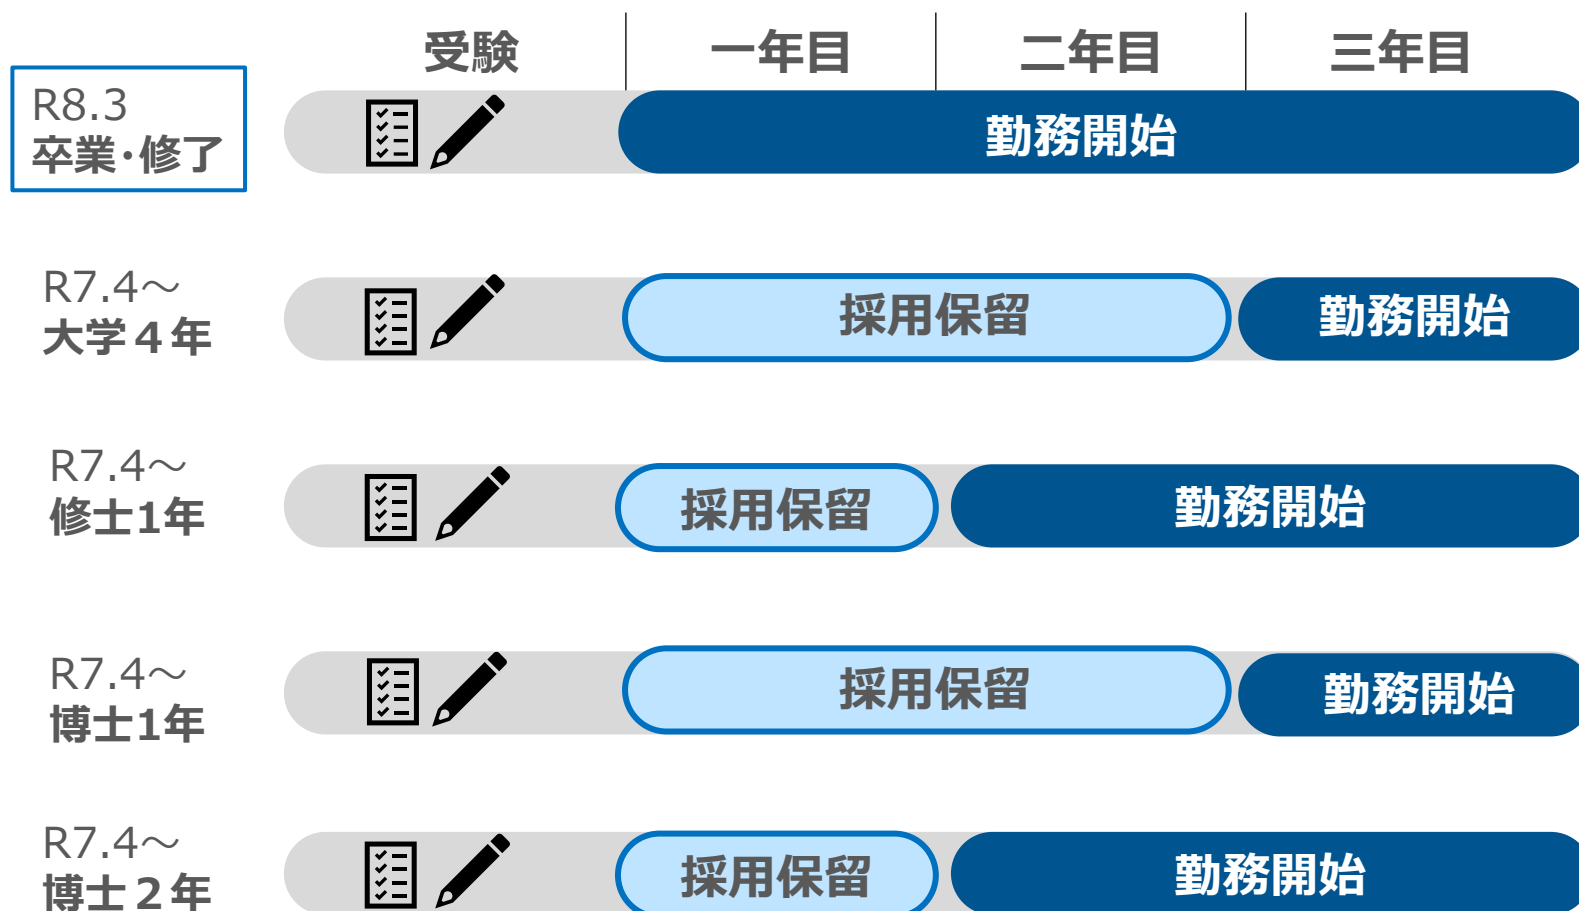 受験 一年目 二年目 三年目
R8.3
卒業･修了
勤務開始
R7.4～
大学４年
採用保留 勤務開始
R7.4～
修士1年
採用保留 勤務開始
R7.4～
博士1年
採用保留 勤務開始
R7.4～
博士２年
採用保留 勤務開始